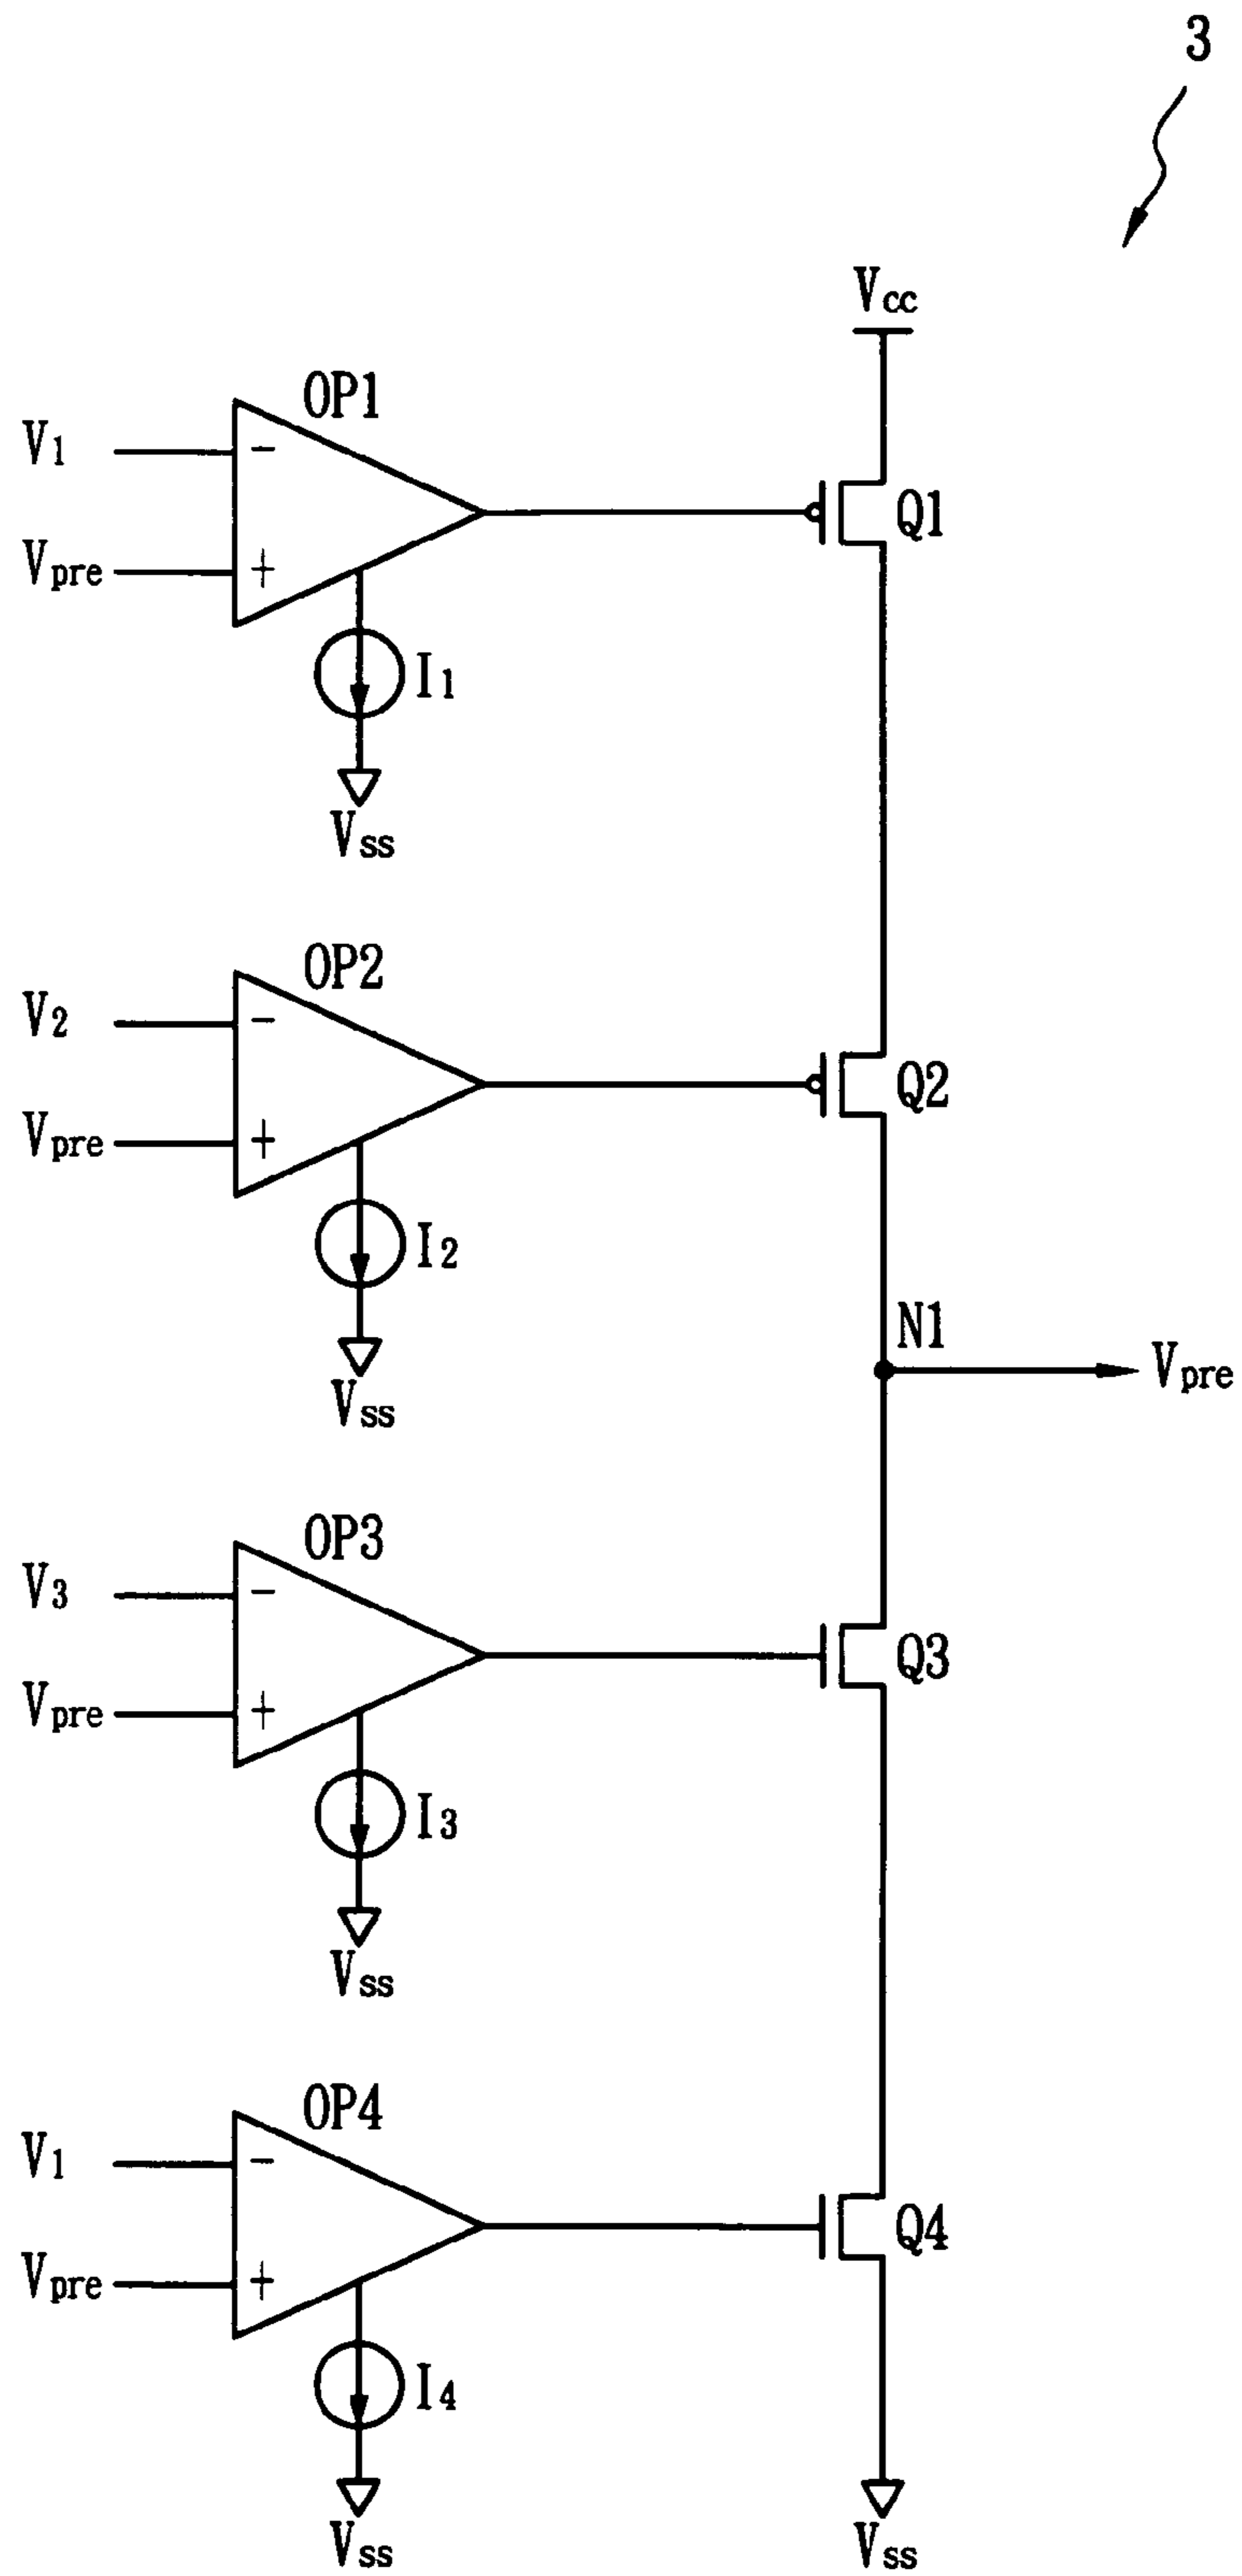 3
Vcc
OP1
V1
−
Q1
Vpre
+
I1
Vss
OP2
V2
−
Q2
Vpre
+
I2
Vss
N1
Vpre
OP3
V3
−
Q3
Vpre
+
I3
Vss
OP4
V1
−
Q4
Vpre
+
I4
Vss
Vss